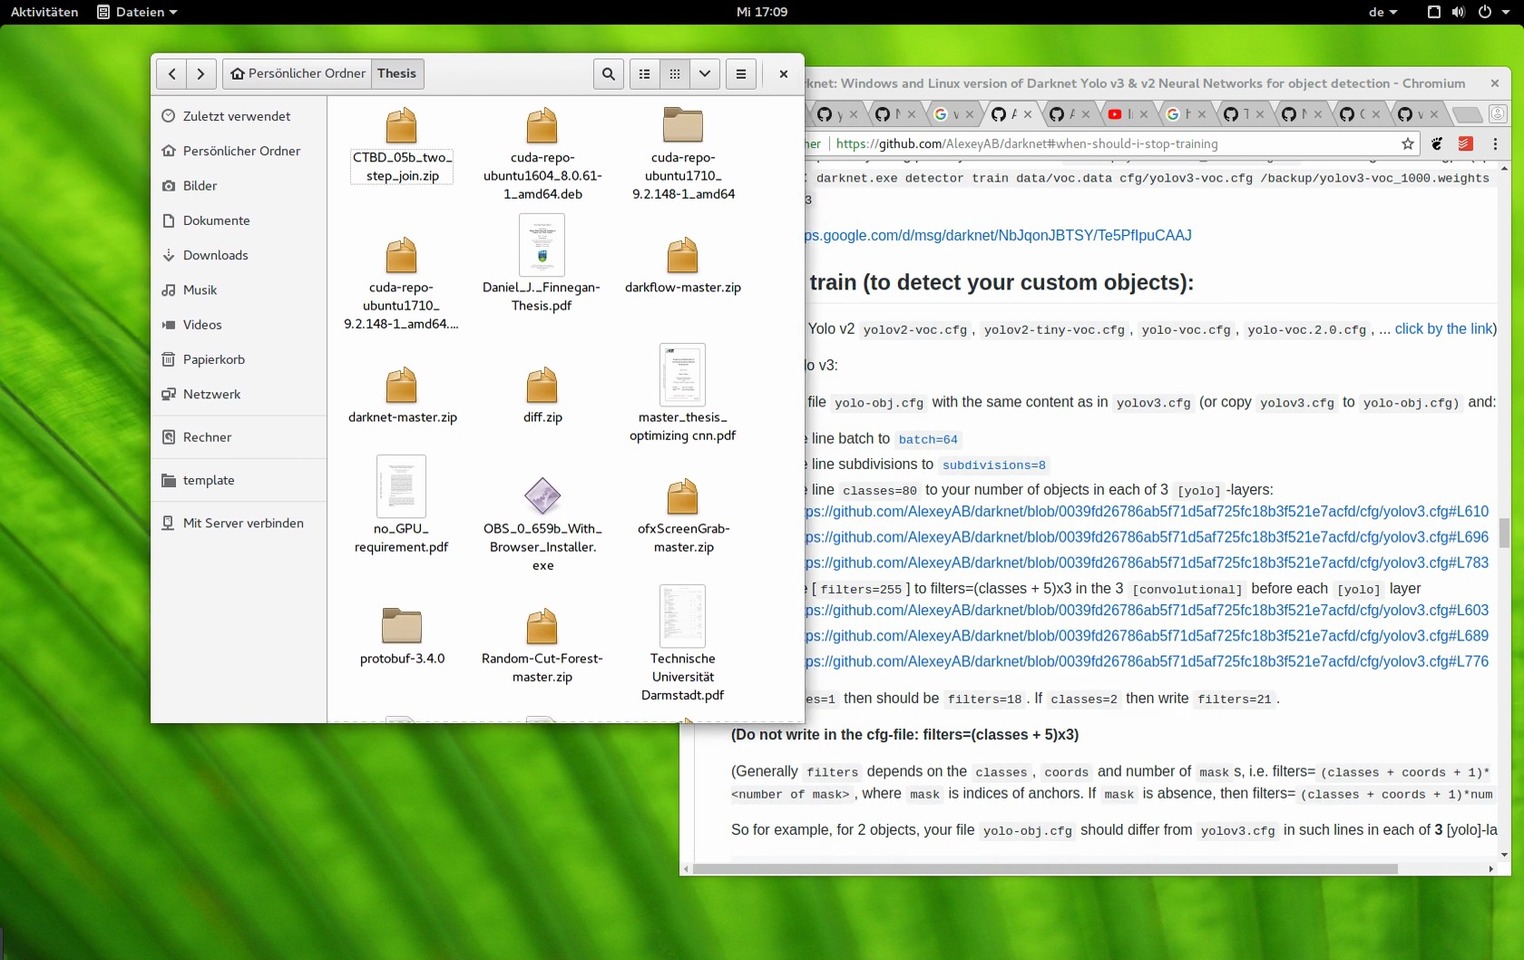 Aktivitäten
Dateien
Mi 17:09
de
Persönlicher Ordner
Thesis
Zuletzt verwendet
Persönlicher Ordner
Bilder
Dokumente
Downloads
Musik
Videos
Papierkorb
Netzwerk
Rechner
template
Mit Server verbinden
CTBD_05b_two_
step_join.zip
cuda-repo-
ubuntu1604_8.0.61-
1_amd64.deb
cuda-repo-
ubuntu1710_
9.2.148-1_amd64
cuda-repo-
ubuntu1710_
9.2.148-1_amd64....
Daniel_J._Finnegan-
Thesis.pdf
darkflow-master.zip
darknet-master.zip
diff.zip
master_thesis_
optimizing cnn.pdf
no_GPU_
requirement.pdf
OBS_0_659b_With_
Browser_Installer.
exe
ofxScreenGrab-
master.zip
protobuf-3.4.0
Random-Cut-Forest-
master.zip
Technische
Universität
Darmstadt.pdf
knet: Windows and Linux version of Darknet Yolo v3 & v2 Neural Networks for object detection - Chromium
her https://github.com/AlexeyAB/darknet#when-should-i-stop-training
: darknet.exe detector train data/voc.data cfg/yolov3-voc.cfg /backup/yolov3-voc_1000.weights
3
ps.google.com/d/msg/darknet/NbJqonJBTSY/Te5PfIpuCAAJ
train (to detect your custom objects):
Yolo v2 yolov2-voc.cfg, yolov2-tiny-voc.cfg, yolo-voc.cfg, yolo-voc.2.0.cfg, ... click by the link)
lo v3:
file yolo-obj.cfg with the same content as in yolov3.cfg (or copy yolov3.cfg to yolo-obj.cfg) and:
e line batch to batch=64
e line subdivisions to subdivisions=8
e line classes=80 to your number of objects in each of 3 [yolo]-layers:
ps://github.com/AlexeyAB/darknet/blob/0039fd26786ab5f71d5af725fc18b3f521e7acfd/cfg/yolov3.cfg#L610
ps://github.com/AlexeyAB/darknet/blob/0039fd26786ab5f71d5af725fc18b3f521e7acfd/cfg/yolov3.cfg#L696
ps://github.com/AlexeyAB/darknet/blob/0039fd26786ab5f71d5af725fc18b3f521e7acfd/cfg/yolov3.cfg#L783
e [filters=255] to filters=(classes + 5)x3 in the 3 [convolutional] before each [yolo] layer
ps://github.com/AlexeyAB/darknet/blob/0039fd26786ab5f71d5af725fc18b3f521e7acfd/cfg/yolov3.cfg#L603
ps://github.com/AlexeyAB/darknet/blob/0039fd26786ab5f71d5af725fc18b3f521e7acfd/cfg/yolov3.cfg#L689
ps://github.com/AlexeyAB/darknet/blob/0039fd26786ab5f71d5af725fc18b3f521e7acfd/cfg/yolov3.cfg#L776
es=1 then should be filters=18. If classes=2 then write filters=21.
(Do not write in the cfg-file: filters=(classes + 5)x3)
(Generally filters depends on the classes, coords and number of masks, i.e. filters=(classes + coords + 1)*
<number of mask>, where mask is indices of anchors. If mask is absence, then filters=(classes + coords + 1)*num
So for example, for 2 objects, your file yolo-obj.cfg should differ from yolov3.cfg in such lines in each of 3 [yolo]-la